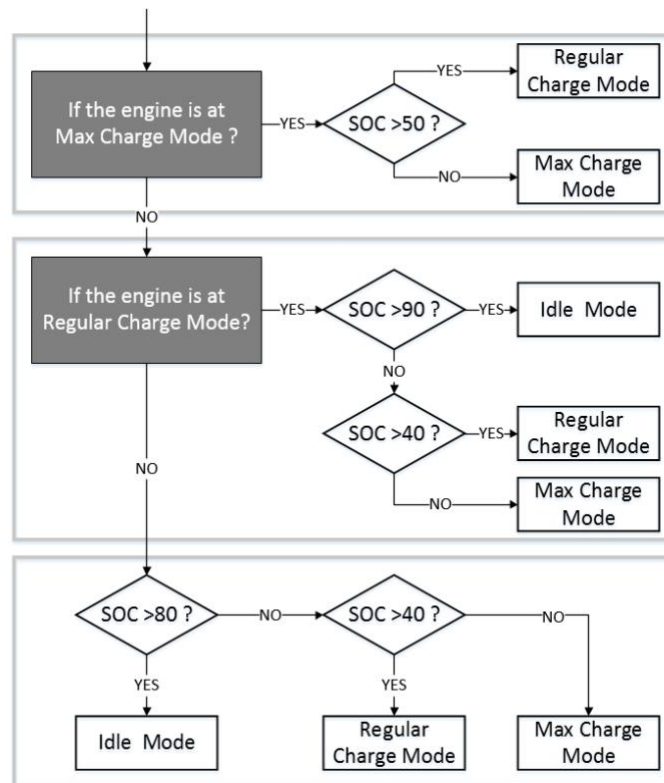 If the engine is at
Max Charge Mode ?
YES
SOC >50 ?
YES
Regular
Charge Mode
NO
Max Charge
Mode
NO
If the engine is at
Regular Charge Mode?
YES
SOC >90 ?
YES
Idle Mode
NO
SOC >40 ?
YES
Regular
Charge Mode
NO
Max Charge
Mode
NO
SOC >80 ?
NO
SOC >40 ?
NO
YES
YES
Idle Mode
Regular
Charge Mode
Max Charge
Mode